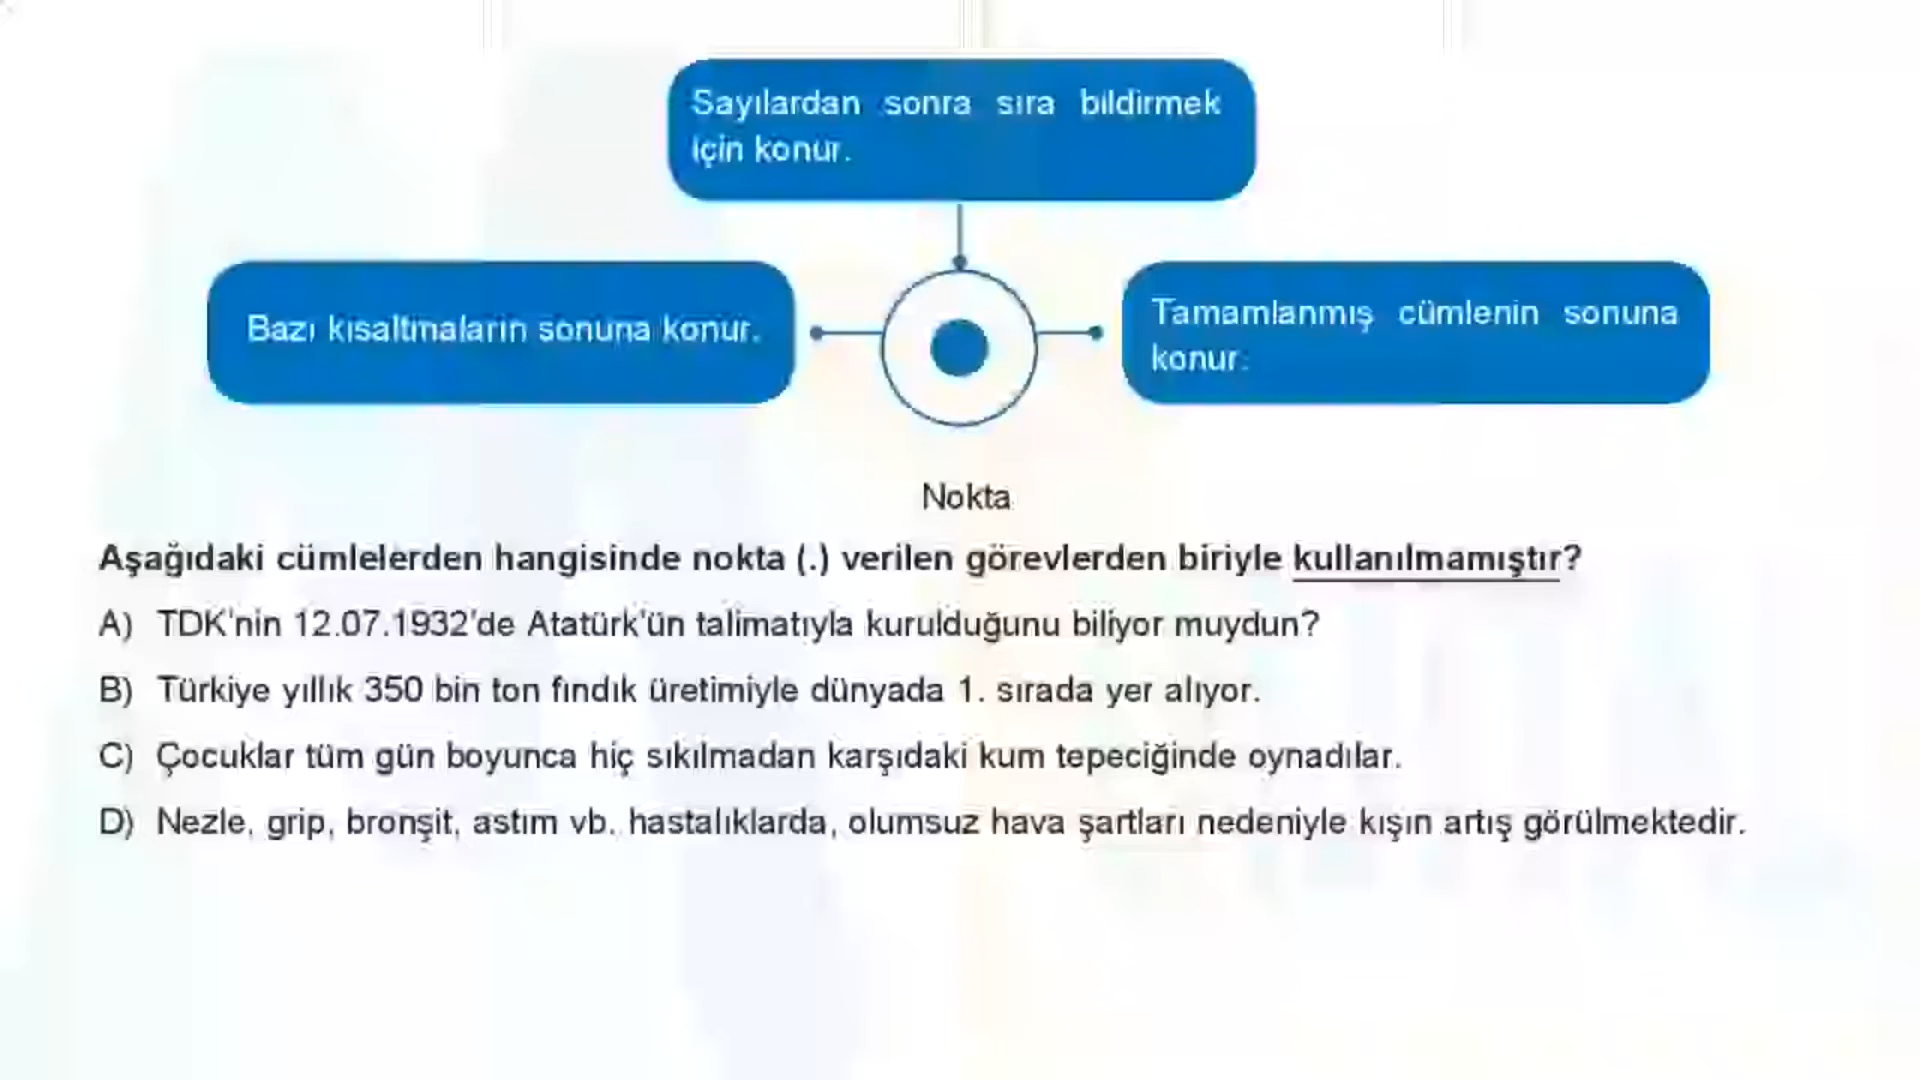 Sayılardan sonra sıra bildirmek
için konur.
Bazı kısaltmaların sonuna konur.
Tamamlanmış cümlenin sonuna
konur.
Nokta
Aşağıdaki cümlelerden hangisinde nokta (.) verilen görevlerden biriyle kullanılmamıştır?
A) TDK'nin 12.07.1932'de Atatürk'ün talimatıyla kurulduğunu biliyor muydun?
B) Türkiye yıllık 350 bin ton fındık üretimiyle dünyada 1. sırada yer alıyor.
C) Çocuklar tüm gün boyunca hiç sıkılmadan karşıdaki kum tepeciğinde oynadılar.
D) Nezle, grip, bronşit, astım vb. hastalıklarda, olumsuz hava şartları nedeniyle kışın artış görülmektedir.